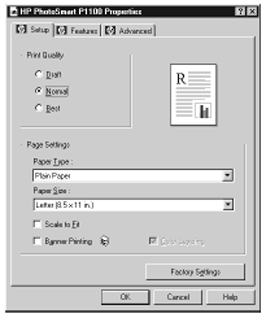 HP PhotoSmart P1100 Properties
Setup Features Advanced
Print Quality
Draft
Normal
Best
R
Page Settings
Paper Type :
Plain Paper
Paper Size :
Letter (8.5 x 11 in.)
Scale to Fit
Banner Printing
Factory Settings
OK Cancel Help